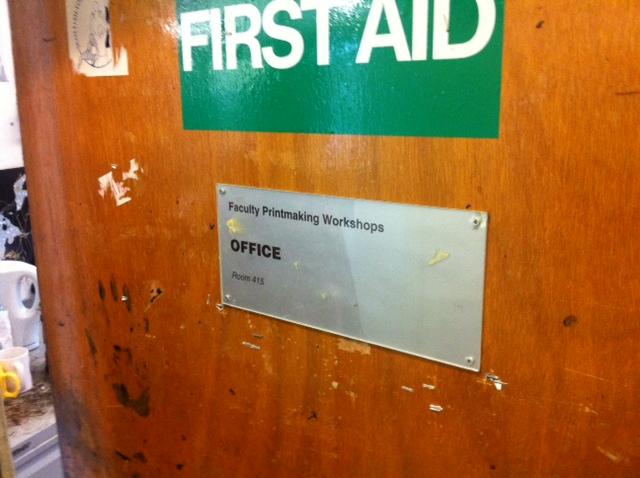 FIRST AID
Faculty Printmaking Workshops
OFFICE
Room 415